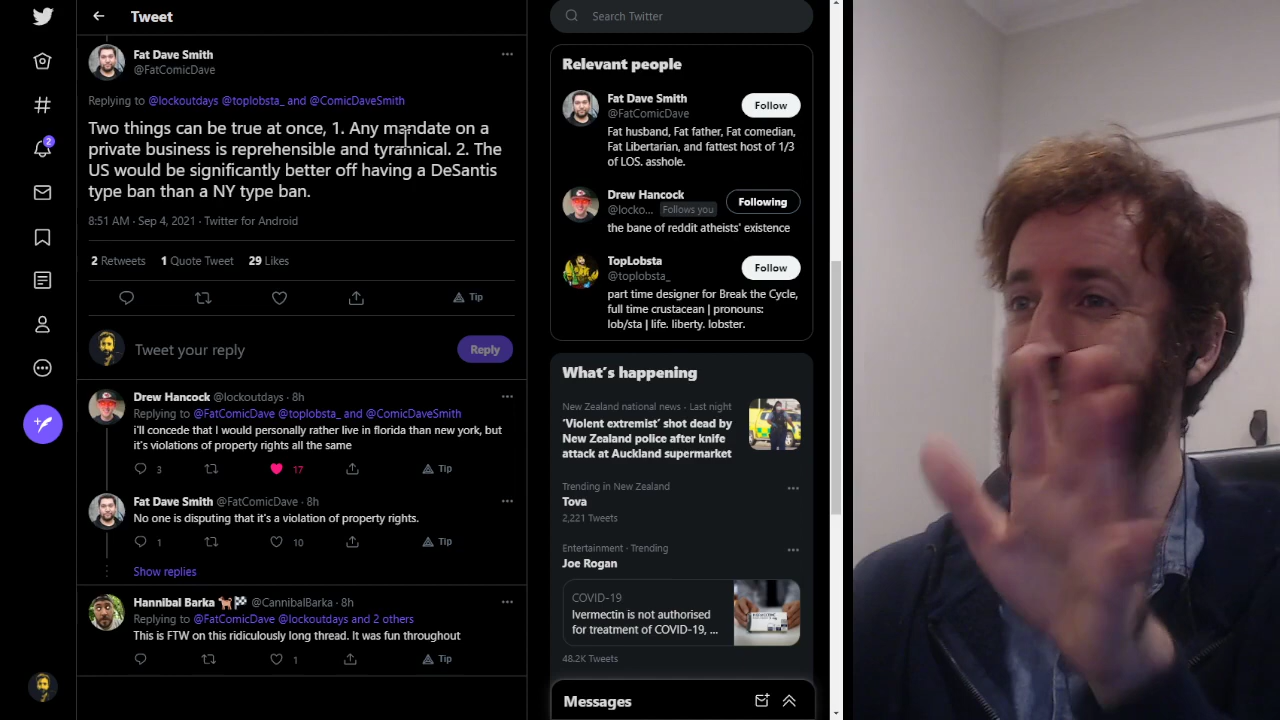 Tweet
Fat Dave Smith
@FatComicDave
Replying to @lockoutdays @toplobsta_ and @ComicDaveSmith
Two things can be true at once, 1. Any mandate on a
private business is reprehensible and tyrannical. 2. The
US would be significantly better off having a DeSantis
type ban than a NY type ban.
8:51 AM · Sep 4, 2021 · Twitter for Android
2 Retweets 1 Quote Tweet 29 Likes
Tip
Tweet your reply
Reply
Drew Hancock @lockoutdays · 8h
Replying to @FatComicDave @toplobsta_ and @ComicDaveSmith
i'll concede that I would personally rather live in florida than new york, but
it's violations of property rights all the same
3 17 Tip
Fat Dave Smith @FatComicDave · 8h
No one is disputing that it's a violation of property rights.
1 10 Tip
Show replies
Hannibal Barka @CannibalBarka · 8h
Replying to @FatComicDave @lockoutdays and 2 others
This is FTW on this ridiculously long thread. It was fun throughout
1 Tip
2
Search Twitter
Relevant people
Fat Dave Smith
@FatComicDave
Follow
Fat husband, Fat father, Fat comedian,
Fat Libertarian, and fattest host of 1/3
of LOS. asshole.
Drew Hancock
@locko... Follows you
Following
the bane of reddit atheists' existence
TopLobsta
@toplobsta_
Follow
part time designer for Break the Cycle,
full time crustacean | pronouns:
lob/sta | life. liberty. lobster.
What's happening
New Zealand national news · Last night
'Violent extremist' shot dead by
New Zealand police after knife
attack at Auckland supermarket
Trending in New Zealand
Tova
2,221 Tweets
Entertainment · Trending
Joe Rogan
COVID-19
Ivermectin is not authorised
for treatment of COVID-19, ...
48.2K Tweets
Messages